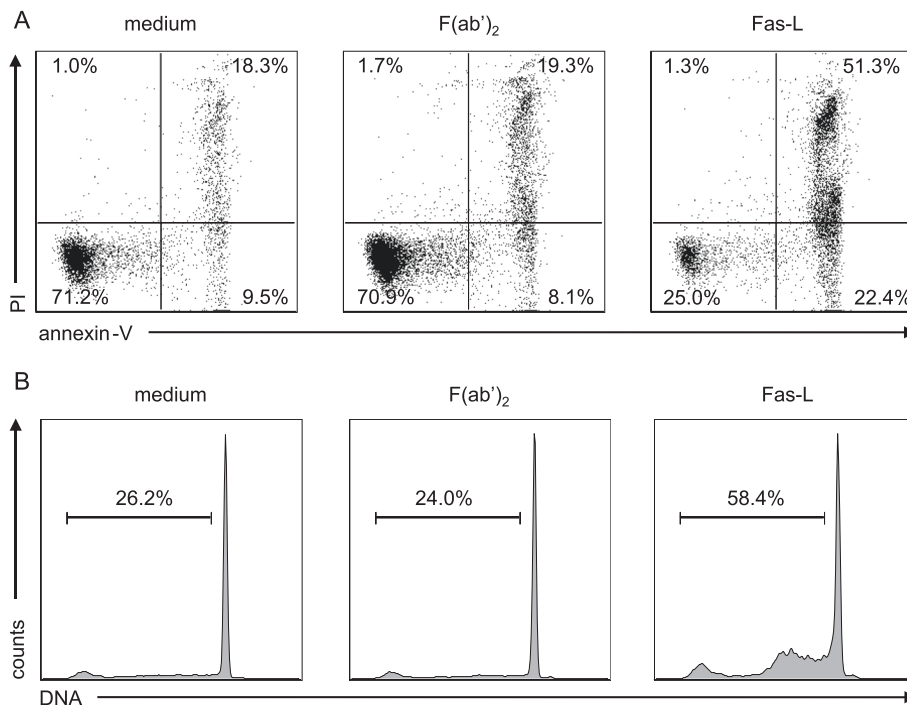 A
medium F(ab')₂ Fas-L
1.0% 18.3% 1.7% 19.3% 1.3% 51.3%
71.2% 9.5% 70.9% 8.1% 25.0% 22.4%
PI
annexin-V
B
medium F(ab')₂ Fas-L
26.2% 24.0% 58.4%
counts
DNA